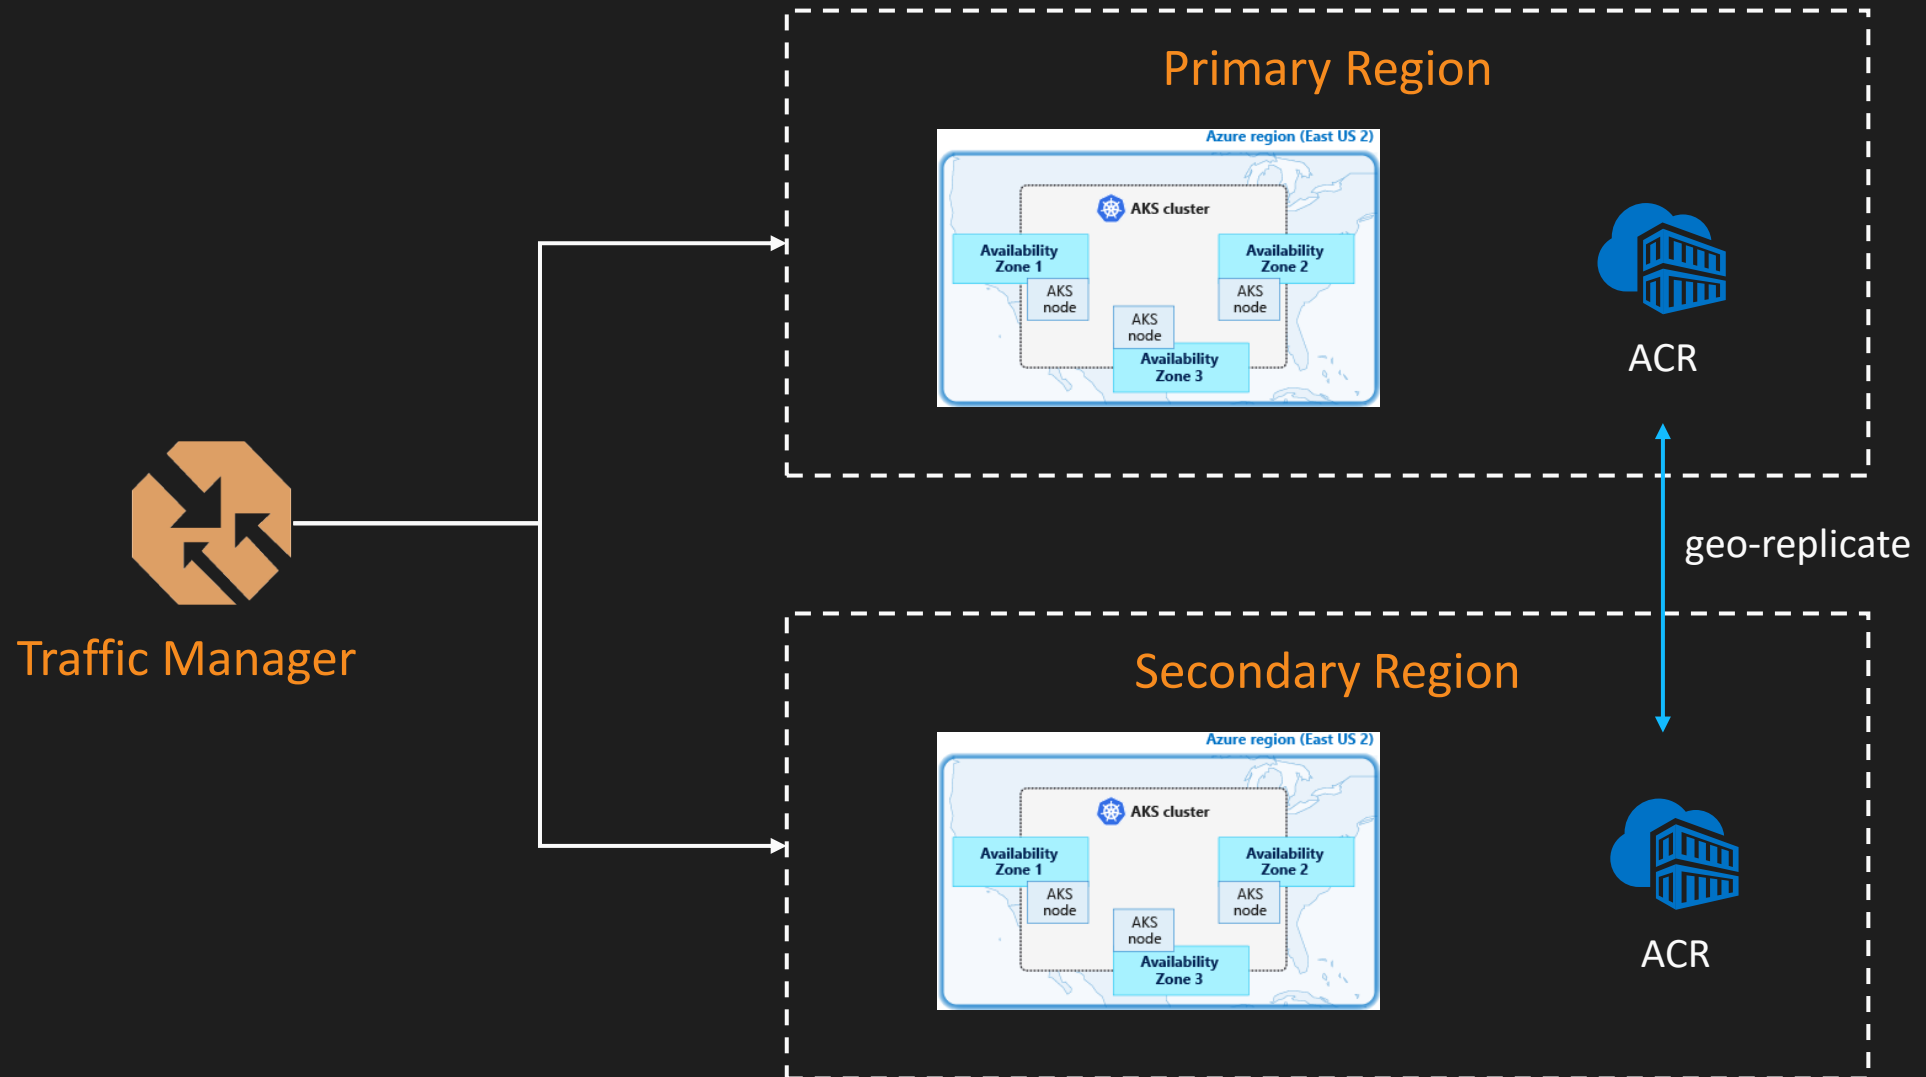 Primary Region
Azure region (East US 2)
AKS cluster
Availability
Zone 1
Availability
Zone 2
AKS
node
AKS
node
AKS
node
Availability
Zone 3
ACR
geo-replicate
Traffic Manager
Secondary Region
Azure region (East US 2)
AKS cluster
Availability
Zone 1
Availability
Zone 2
AKS
node
AKS
node
AKS
node
Availability
Zone 3
ACR